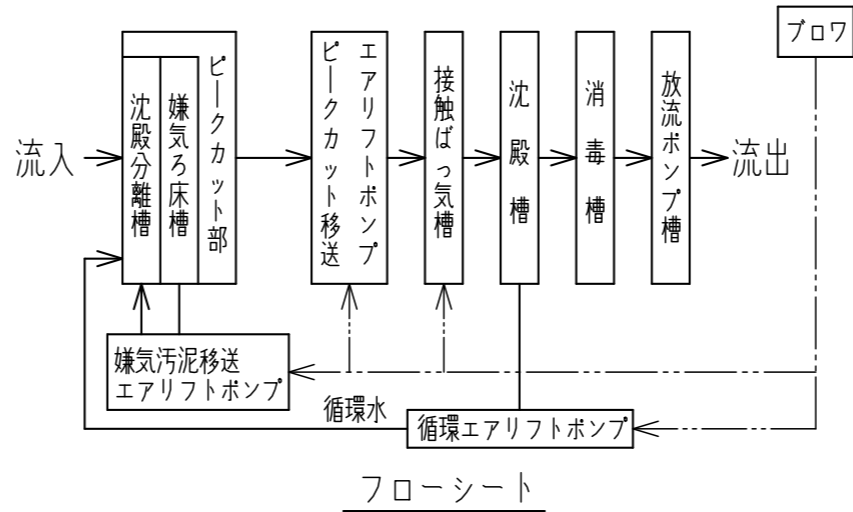 ブロワ
流入
沈殿分離槽
嫌気ろ床槽
ピークカット部
ピークカット移送
エアリフトポンプ
接触ばっ気槽
沈殿槽
消毒槽
放流ポンプ槽
流出
嫌気汚泥移送
エアリフトポンプ
循環水
循環エアリフトポンプ
フローシート